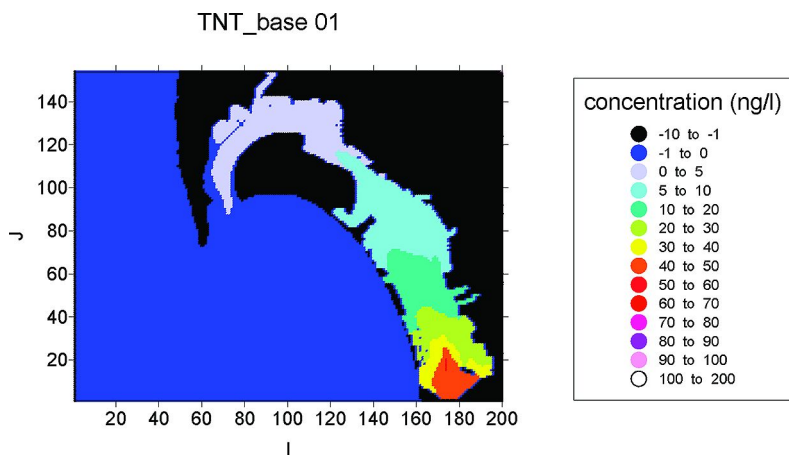 TNT_base 01
140
120
100
80
60
40
20
J
20 40 60 80 100 120 140 160 180 200
I
concentration (ng/l)
-10 to -1
-1 to 0
0 to 5
5 to 10
10 to 20
20 to 30
30 to 40
40 to 50
50 to 60
60 to 70
70 to 80
80 to 90
90 to 100
100 to 200